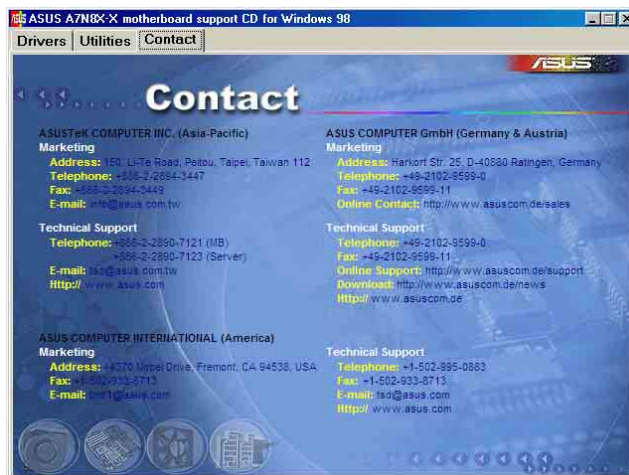 ASUS A7N8X-X motherboard support CD for Windows 98
Drivers Utilities Contact
ASUS
Contact
ASUSTeK COMPUTER INC. (Asia-Pacific)
Marketing
Address: 150, Li-Te Road, Peitou, Taipei, Taiwan 112
Telephone: +886-2-2894-3447
Fax: +886-2-2894-3449
E-mail: info@asus.com.tw
Technical Support
Telephone: +886-2-2890-7121 (MB)
+886-2-2890-7123 (Server)
E-mail: tsd@asus.com.tw
Http:// www.asus.com
ASUS COMPUTER GmbH (Germany & Austria)
Marketing
Address: Harkort Str. 25, D-40880 Ratingen, Germany
Telephone: +49-2102-9599-0
Fax: +49-2102-9599-11
Online Contact: http://www.asuscom.de/sales
Technical Support
Telephone: +49-2102-9599-0
Fax: +49-2102-9599-11
Online Support: http://www.asuscom.de/support
Download: http://www.asuscom.de/news
Http:// www.asuscom.de
ASUS COMPUTER INTERNATIONAL (America)
Marketing
Address: 44370 Nobel Drive, Fremont, CA 94538, USA
Fax: +1-502-933-8713
E-mail: tmd1@asus.com
Technical Support
Telephone: +1-502-995-0883
Fax: +1-502-933-8713
E-mail: tsd@asus.com
Http:// www.asus.com